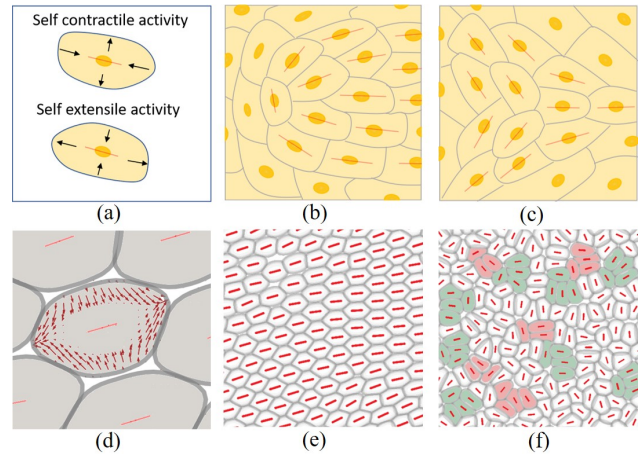 Self contractile activity
Self extensile activity
(a)
(b)
(c)
(d)
(e)
(f)